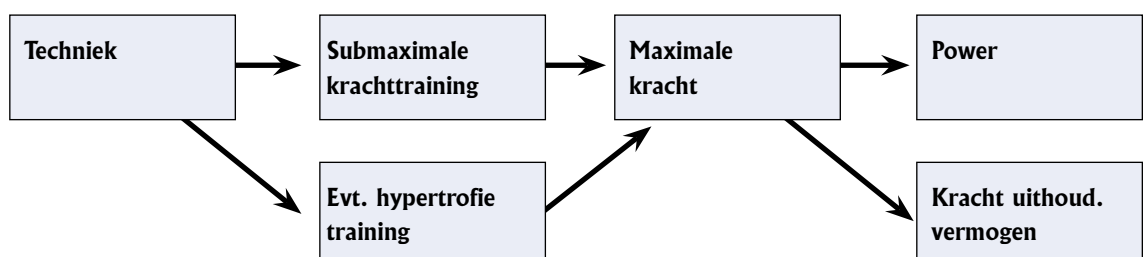 Techniek
Submaximale
krachttraining
Maximale
kracht
Power
Evt. hypertrofie
training
Kracht uithoud.
vermogen